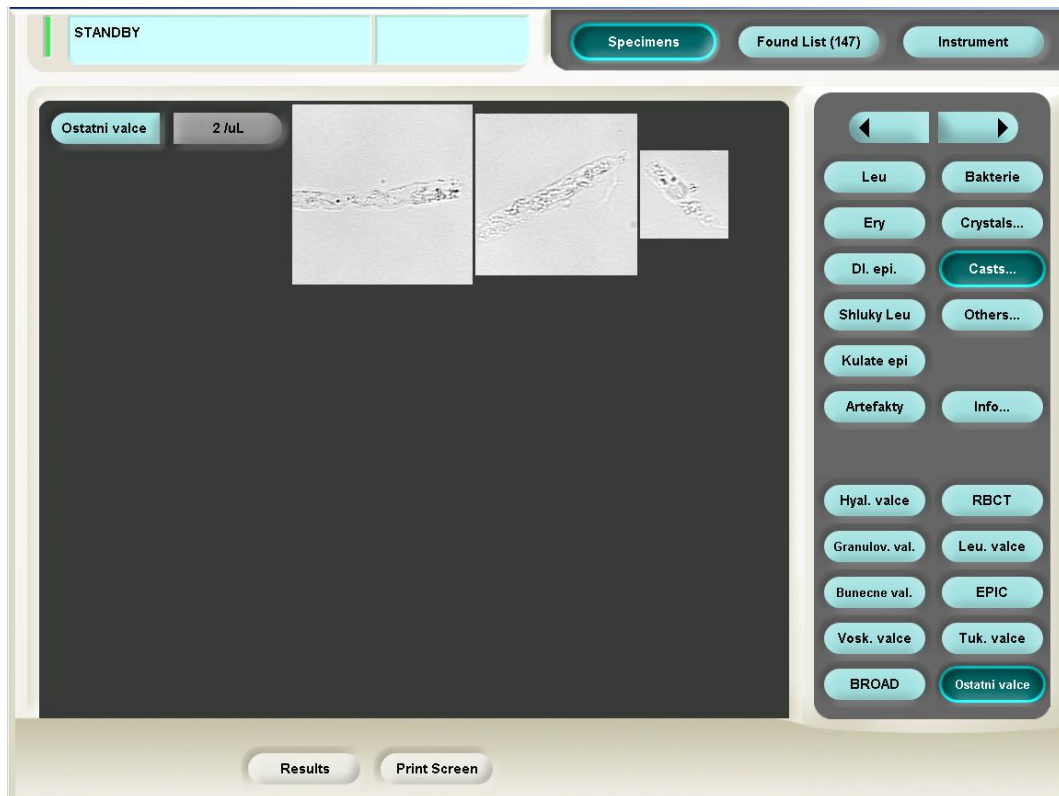 STANDBY
Specimens
Found List (147)
Instrument
Ostatni valce
2 /uL
Leu
Bakterie
Ery
Crystals...
Dl. epi.
Casts...
Shluky Leu
Others...
Kulate epi
Artefakty
Info...
Hyal. valce
RBCT
Granulov. val.
Leu. valce
Bunecne val.
EPIC
Vosk. valce
Tuk. valce
BROAD
Ostatni valce
Results
Print Screen